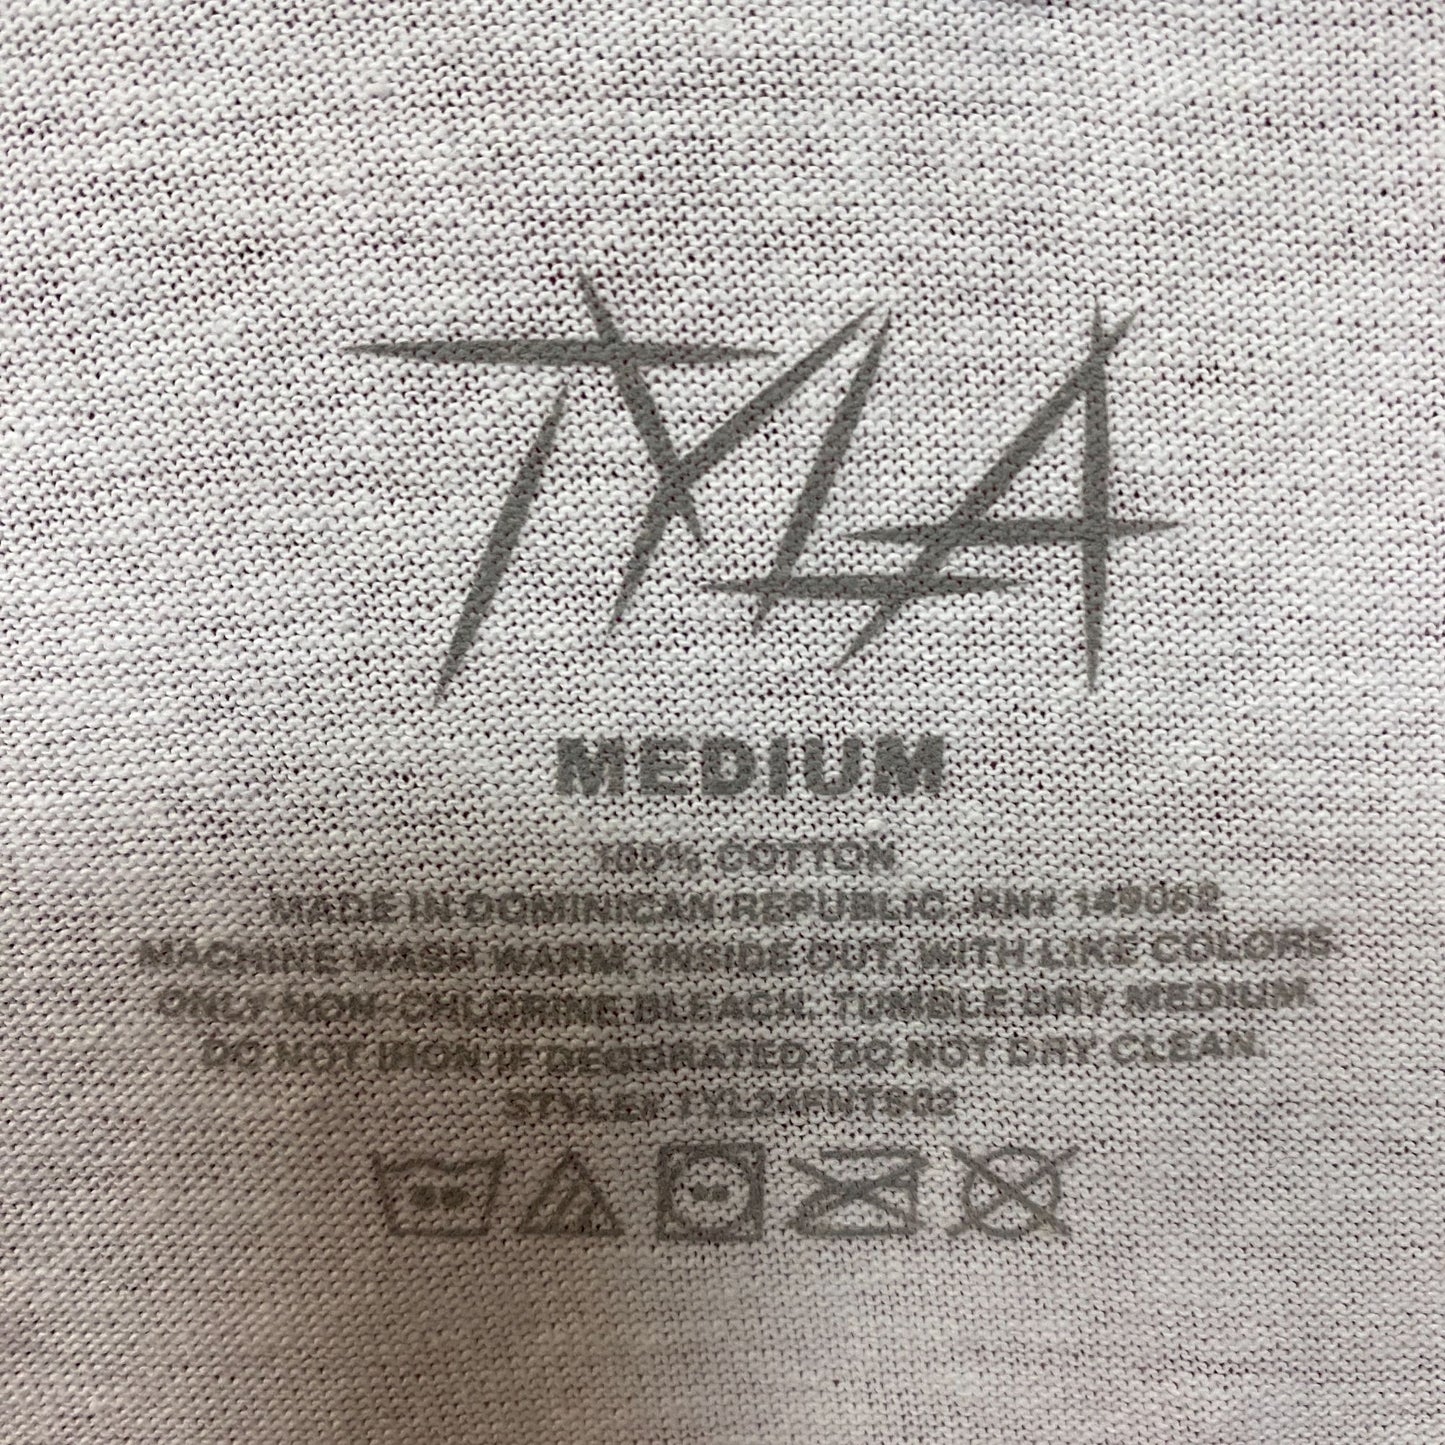 TYLA
MEDIUM
100% COTTON
MADE IN DOMINICAN REPUBLIC. RN# 149062
MACHINE WASH WARM, INSIDE OUT, WITH LIKE COLORS.
ONLY NON-CHLORINE BLEACH. TUMBLE DRY MEDIUM.
DO NOT IRON IF DECORATED. DO NOT DRY CLEAN.